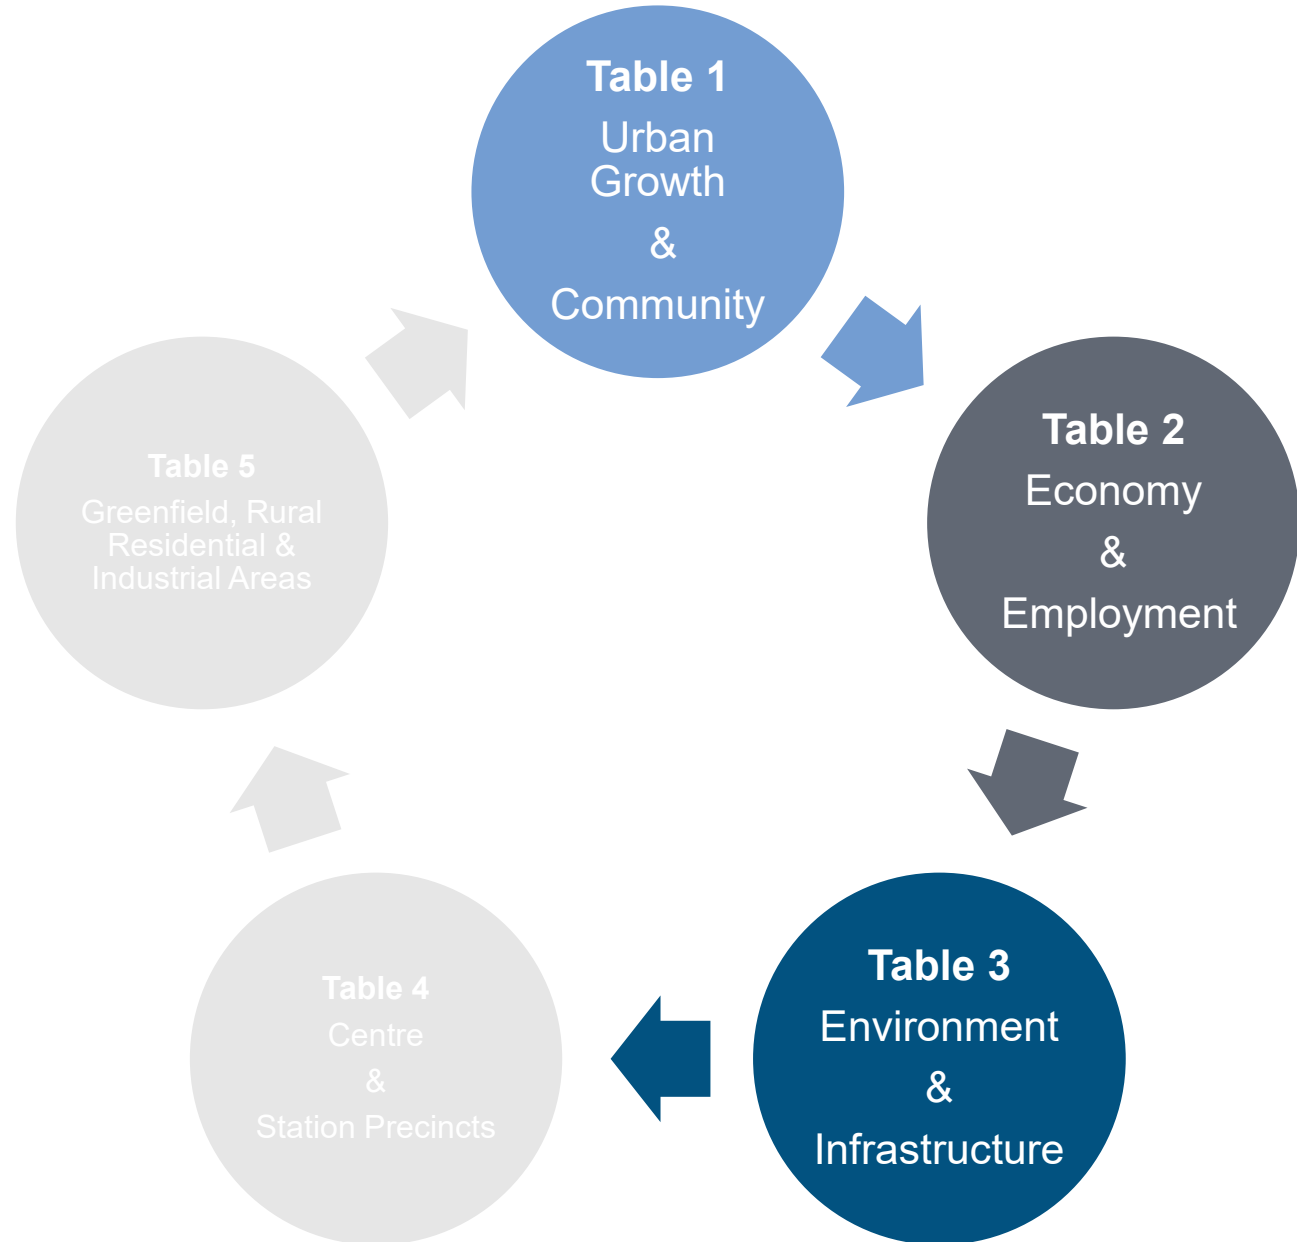 Table 1
Urban
Growth
&
Community
Table 2
Economy
&
Employment
Table 3
Environment
&
Infrastructure
Table 4
Centre
&
Station Precincts
Table 5
Greenfield, Rural
Residential &
Industrial Areas